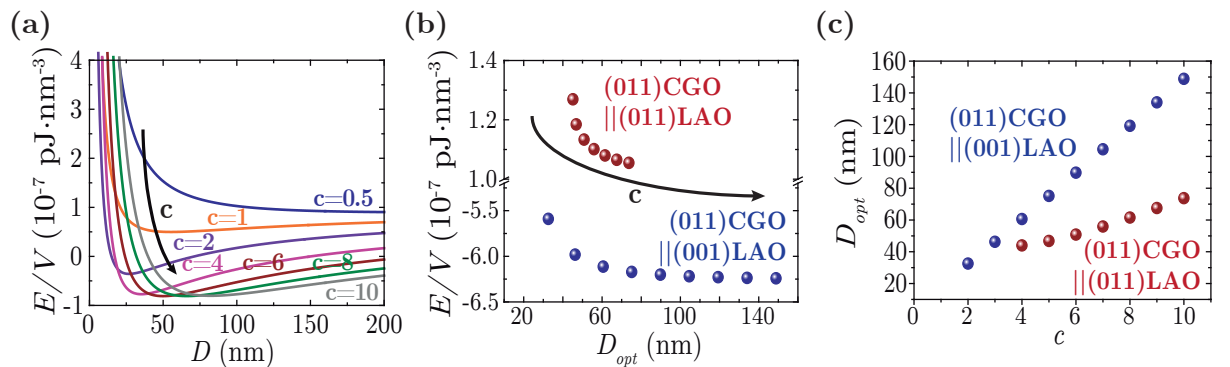 (a)
E/V (10⁻⁷ pJ·nm⁻³)
4
3
2
1
0
-1
c
c=0.5
c=1
c=2
c=4
c=6
c=8
c=10
0
50
100
150
200
D (nm)
(b)
E/V (10⁻⁷ pJ·nm⁻³)
1.4
1.2
1.0
-5.5
-6.0
-6.5
(011)CGO
||(011)LAO
c
(011)CGO
||(001)LAO
20
60
100
140
D_opt (nm)
(c)
D_opt (nm)
160
140
120
100
80
60
40
20
(011)CGO
||(001)LAO
(011)CGO
||(011)LAO
0
2
4
6
8
10
c